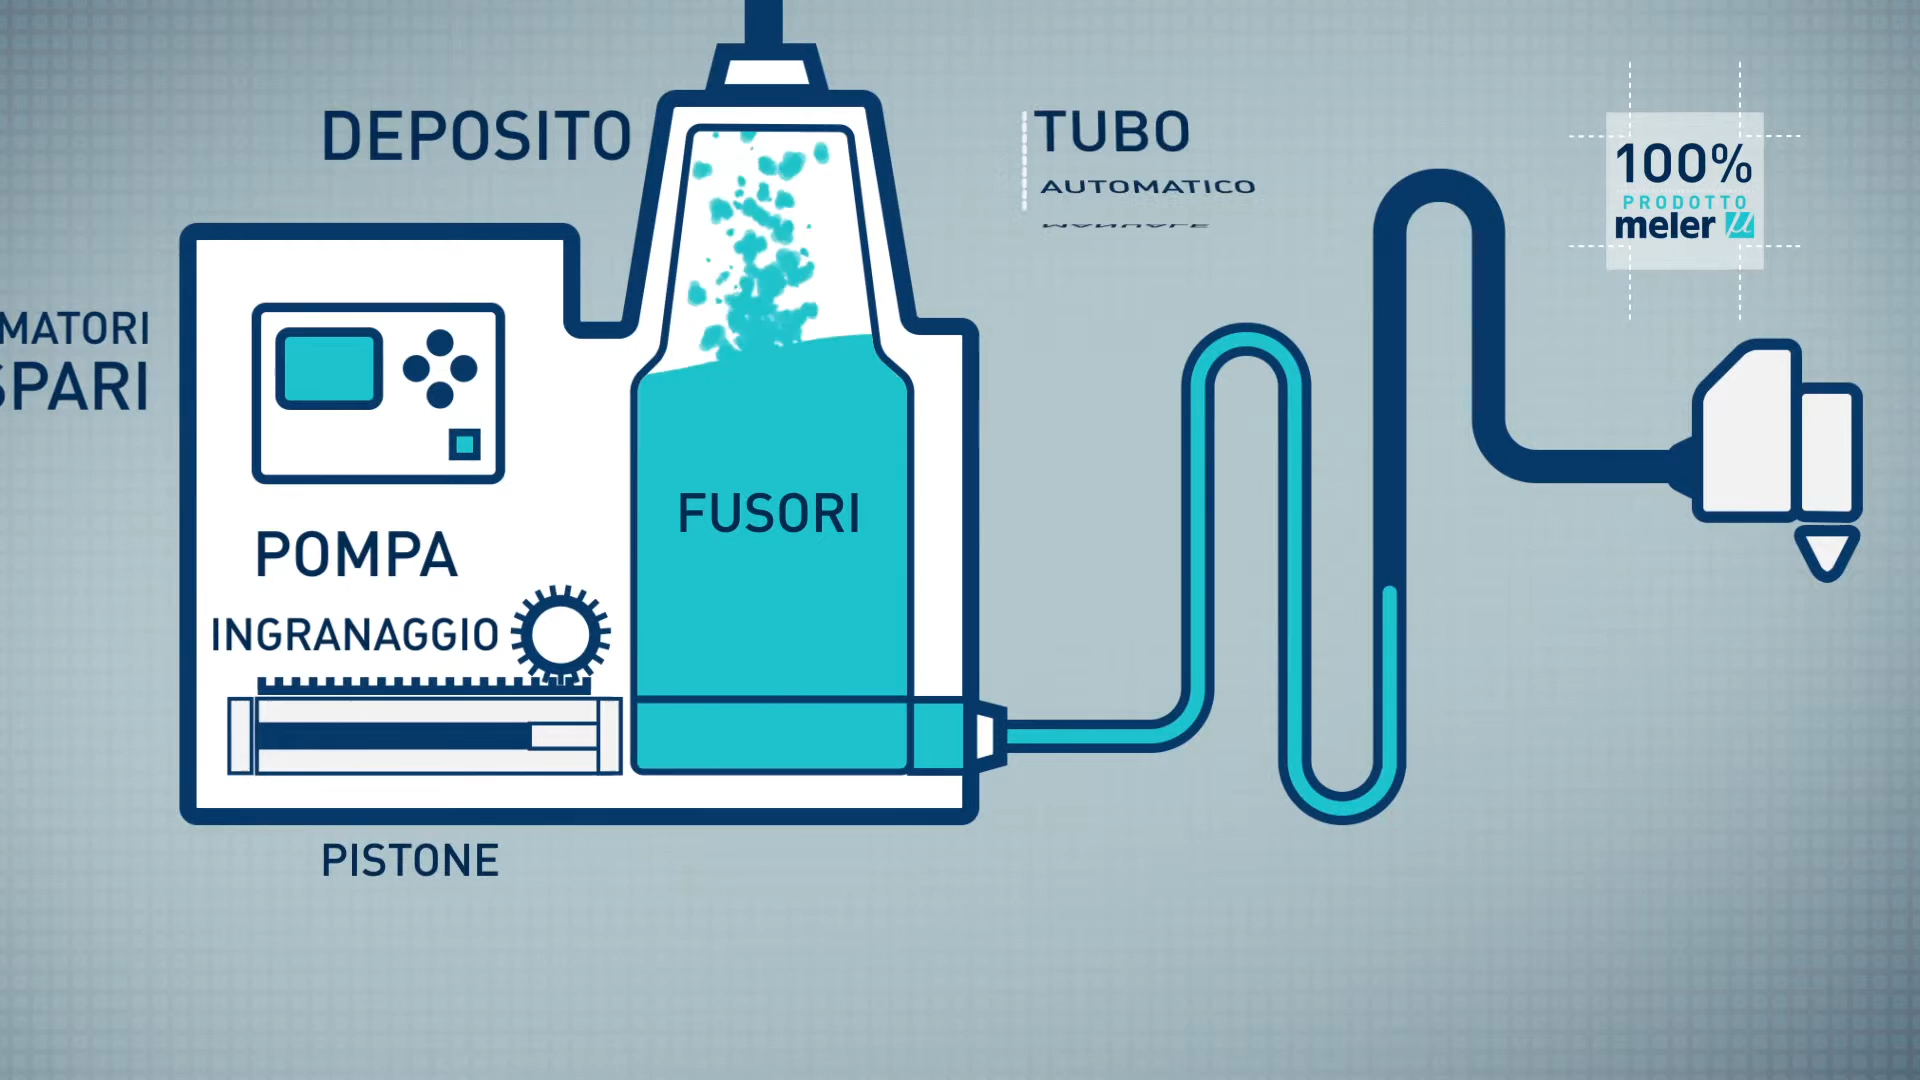 DEPOSITO
TUBO
AUTOMATICO
100%
PRODOTTO
meler
MATORI
SPARI
FUSORI
POMPA
INGRANAGGIO
PISTONE